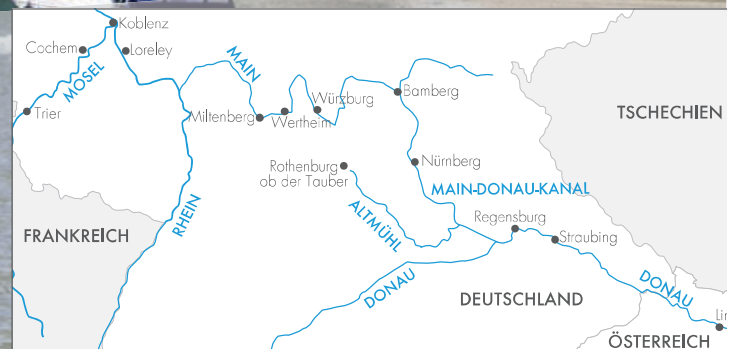 Koblenz
Cochem
Loreley
MOSEL
MAIN
Trier
Miltenberg
Wertheim
Würzburg
Bamberg
TSCHECHIEN
Rothenburg
ob der Tauber
Nürnberg
MAIN-DONAU-KANAL
ALTMÜHL
Regensburg
Straubing
FRANKREICH
RHEIN
DONAU
DEUTSCHLAND
DONAU
ÖSTERREICH